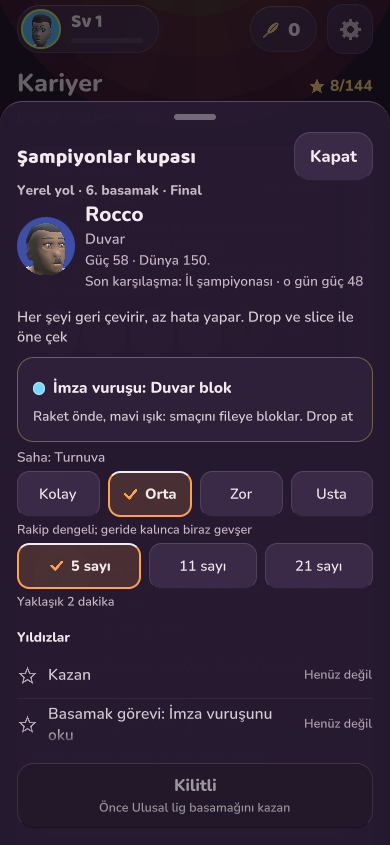 Sv 1
0
Kariyer
8/144
Şampiyonlar kupası
Kapat
Yerel yol · 6. basamak · Final
Rocco
Duvar
Güç 58 · Dünya 150.
Son karşılaşma: İl şampiyonası · o gün güç 48
Her şeyi geri çevirir, az hata yapar. Drop ve slice ile
öne çek
İmza vuruşu: Duvar blok
Raket önde, mavi ışık: smaçını fileye bloklar. Drop at
Saha: Turnuva
Kolay
Orta
Zor
Usta
Rakip dengeli; geride kalınca biraz gevşer
5 sayı
11 sayı
21 sayı
Yaklaşık 2 dakika
Yıldızlar
Kazan
Henüz değil
Basamak görevi: İmza vuruşunu
oku
Henüz değil
Kilitli
Önce Ulusal lig basamağını kazan